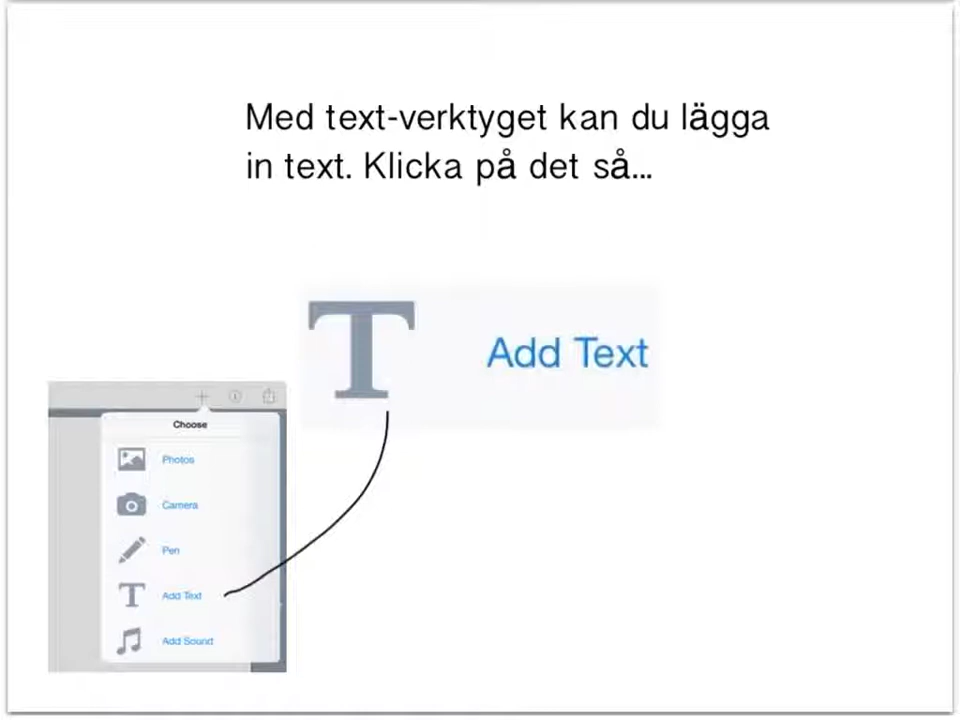 Med text-verktyget kan du lägga
in text. Klicka på det så...
T Add Text
Choose
Photos
Camera
Pen
T Add Text
Add Sound